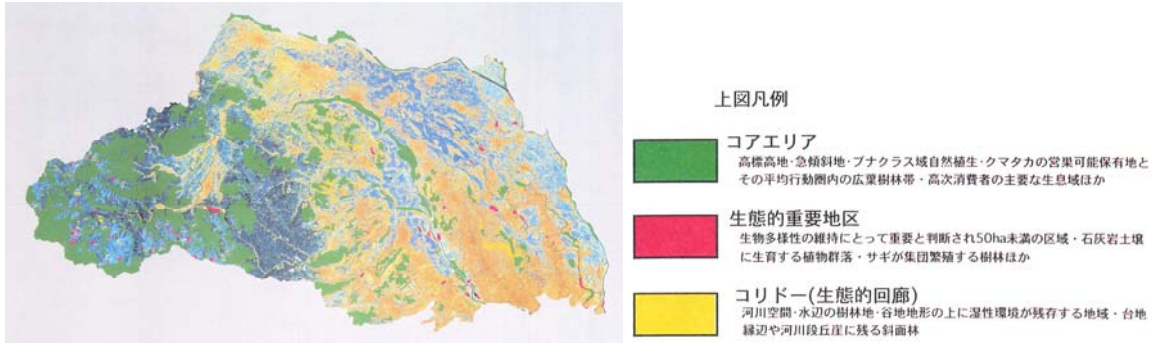 上図凡例
コアエリア
高標高地・急傾斜地・ブナクラス域自然植生・クマタカの営巣可能保有地と
その平均行動圏内の広葉樹林帯・高次消費者の主要な生息域ほか
生態的重要地区
生物多様性の維持にとって重要と判断され50ha未満の区域・石灰岩土壌
に生育する植物群落・サギが集団繁殖する樹林ほか
コリドー(生態的回廊)
河川空間・水辺の樹林地・谷地地形の上に湿性環境が残存する地域・台地
縁辺や河川段丘崖に残る斜面林